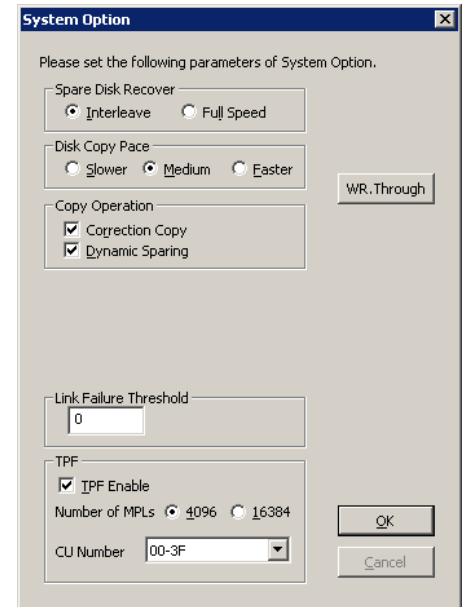 System Option
Please set the following parameters of System Option.
Spare Disk Recover
Interleave Full Speed
Disk Copy Pace
Slower Medium Faster
WR.Through
Copy Operation
Correction Copy
Dynamic Sparing
Link Failure Threshold
0
TPF
TPF Enable
Number of MPLs 4096 16384
OK
CU Number 00-3F
Cancel